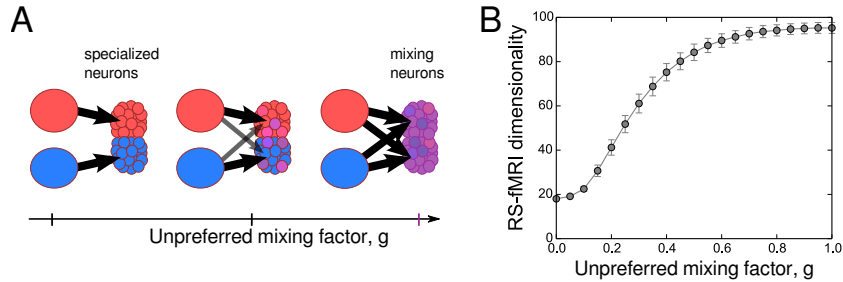 A
specialized
neurons
mixing
neurons
Unpreferred mixing factor, g
B
RS-fMRI dimensionality
100
80
60
40
20
0
0.0 0.2 0.4 0.6 0.8 1.0
Unpreferred mixing factor, g